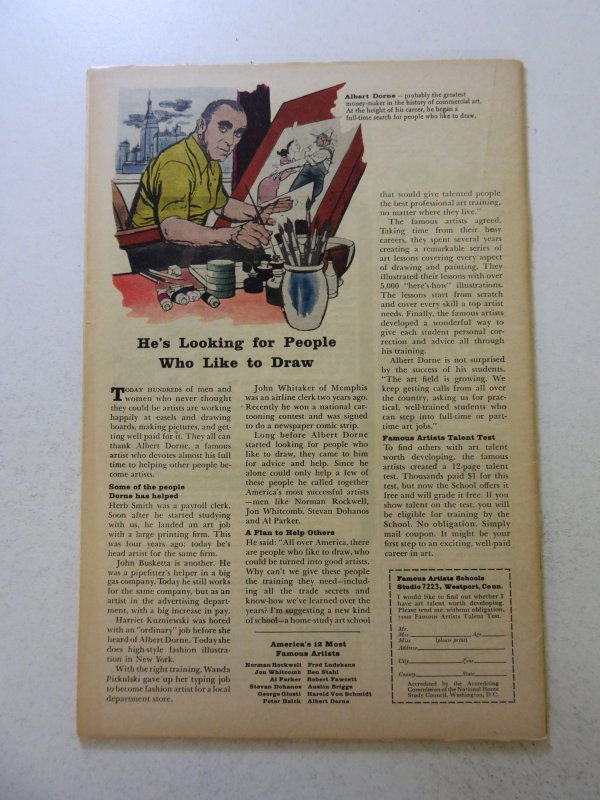 Albert Dorne — probably the greatest
money-maker in the history of commercial art.
At the height of his career, he began a
full-time search for people who like to draw.
He's Looking for People
Who Like to Draw
TODAY HUNDREDS of men and
women who never thought
they could be artists are working
happily at easels and drawing
boards, making pictures, and get-
ting well paid for it. They all can
thank Albert Dorne, a famous
artist who devotes almost his full
time to helping other people be-
come artists.
Some of the people
Dorne has helped
Herb Smith was a payroll clerk.
Soon after he started studying
with us, he landed an art job
with a large printing firm. This
was four years ago; today he's
head artist for the same firm.
John Busketta is another. He
was a pipefitter's helper in a big
gas company. Today he still works
for the same company, but as an
artist in the advertising depart-
ment, with a big increase in pay.
Harriet Kuzniewski was bored
with an "ordinary" job before she
heard of Albert Dorne. Today she
does high-style fashion illustra-
tion in New York.
With the right training, Wanda
Pickulski gave up her typing job
to become fashion artist for a local
department store.
John Whitaker of Memphis
was an airline clerk two years ago.
Recently he won a national car-
tooning contest and was signed
to do a newspaper comic strip.
Long before Albert Dorne
started looking for people who
like to draw, they came to him
for advice and help. Since he
alone could only help a few of
these people he called together
America's most successful artists
—men like Norman Rockwell,
Jon Whitcomb, Stevan Dohanos
and Al Parker.
A Plan to Help Others
He said: "All over America, there
are people who like to draw, who
could be turned into good artists.
Why can't we give these people
the training they need—includ-
ing all the trade secrets and
know-how we've learned over the
years? I'm suggesting a new kind
of school—a home-study art school
America's 12 Most
Famous Artists
Norman Rockwell Fred Ludekens
Jon Whitcomb Ben Stahl
Al Parker Robert Fawcett
Stevan Dohanos Austin Briggs
George Giusti Harold Von Schmidt
Peter Helck Albert Dorne
that would give talented people
the best professional art training,
no matter where they live."
The famous artists agreed.
Taking time from their busy
careers, they spent several years
creating a remarkable series of
art lessons covering every aspect
of drawing and painting. They
illustrated their lessons with over
5,000 "here's-how" illustrations.
The lessons start from scratch
and cover every skill a top artist
needs. Finally, the famous artists
developed a wonderful way to
give each student personal cor-
rection and advice all through
his training.
Albert Dorne is not surprised
by the success of his students.
"The art field is growing. We
keep getting calls from all over
the country, asking us for prac-
tical, well-trained students who
can step into full-time or part-
time art jobs."
Famous Artists Talent Test
To find others with art talent
worth developing, the famous
artists created a 12-page talent
test. Thousands paid $1 for this
test, but now the School offers it
free and will grade it free. If you
show talent on the test, you will
be eligible for training by the
School. No obligation. Simply
mail coupon. It might be your
first step to an exciting, well-paid
career in art.
Famous Artists Schools
Studio 7223, Westport, Conn.
I would like to find out whether I
have art talent worth developing.
Please send me, without obligation,
your Famous Artists Talent Test.
Mr.
Mrs. Age
Miss (please print)
Address
City Zone
County State
Accredited by the Accrediting
Commission of the National Home
Study Council, Washington, D.C.